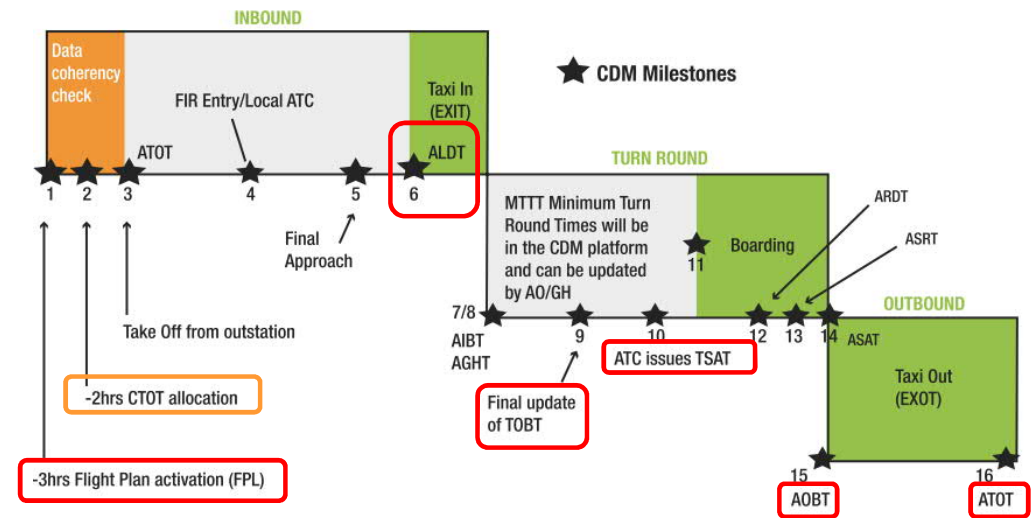 INBOUND
Data
coherency
check
FIR Entry/Local ATC
Taxi In
(EXIT)
CDM Milestones
ATOT
ALDT
1
2
3
4
5
6
Final
Approach
Take Off from outstation
-2hrs CTOT allocation
-3hrs Flight Plan activation (FPL)
TURN ROUND
MTTT Minimum Turn
Round Times will be
in the CDM platform
and can be updated
by AO/GH
11
Boarding
ARDT
ASRT
7/8
AIBT
AGHT
9
10
12
13
14
ATC issues TSAT
Final update
of TOBT
OUTBOUND
ASAT
Taxi Out
(EXOT)
15
AOBT
16
ATOT